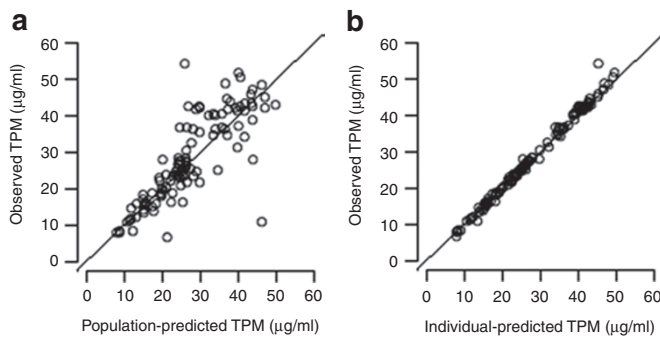 a
60
50
40
30
20
10
0
Observed TPM (μg/ml)
0 10 20 30 40 50 60
Population-predicted TPM (μg/ml)
b
60
50
40
30
20
10
0
Observed TPM (μg/ml)
0 10 20 30 40 50 60
Individual-predicted TPM (μg/ml)